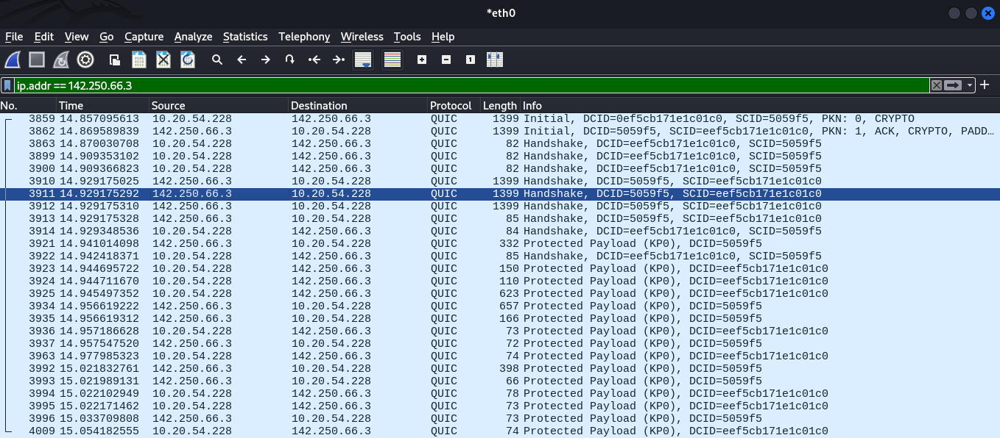 *eth0
File Edit View Go Capture Analyze Statistics Telephony Wireless Tools Help
ip.addr == 142.250.66.3
No. Time Source Destination Protocol Length Info
3859 14.857095613 10.20.54.228 142.250.66.3 QUIC 1399 Initial, DCID=0ef5cb171e1c01c0, SCID=5059f5, PKN: 0, CRYPTO
3862 14.869589839 142.250.66.3 10.20.54.228 QUIC 1399 Initial, DCID=5059f5, SCID=eef5cb171e1c01c0, PKN: 1, ACK, CRYPTO, PADD…
3863 14.870030708 10.20.54.228 142.250.66.3 QUIC 82 Handshake, DCID=eef5cb171e1c01c0, SCID=5059f5
3899 14.909353102 10.20.54.228 142.250.66.3 QUIC 82 Handshake, DCID=eef5cb171e1c01c0, SCID=5059f5
3900 14.909366823 10.20.54.228 142.250.66.3 QUIC 82 Handshake, DCID=eef5cb171e1c01c0, SCID=5059f5
3910 14.929175025 142.250.66.3 10.20.54.228 QUIC 1399 Handshake, DCID=5059f5, SCID=eef5cb171e1c01c0
3911 14.929175292 142.250.66.3 10.20.54.228 QUIC 1399 Handshake, DCID=5059f5, SCID=eef5cb171e1c01c0
3912 14.929175310 142.250.66.3 10.20.54.228 QUIC 1399 Handshake, DCID=5059f5, SCID=eef5cb171e1c01c0
3913 14.929175328 142.250.66.3 10.20.54.228 QUIC 85 Handshake, DCID=5059f5, SCID=eef5cb171e1c01c0
3914 14.929348536 10.20.54.228 142.250.66.3 QUIC 84 Handshake, DCID=eef5cb171e1c01c0, SCID=5059f5
3921 14.941014098 142.250.66.3 10.20.54.228 QUIC 332 Protected Payload (KP0), DCID=5059f5
3922 14.942418371 10.20.54.228 142.250.66.3 QUIC 85 Handshake, DCID=eef5cb171e1c01c0, SCID=5059f5
3923 14.944695722 10.20.54.228 142.250.66.3 QUIC 150 Protected Payload (KP0), DCID=eef5cb171e1c01c0
3924 14.944711670 10.20.54.228 142.250.66.3 QUIC 110 Protected Payload (KP0), DCID=eef5cb171e1c01c0
3925 14.945497352 10.20.54.228 142.250.66.3 QUIC 623 Protected Payload (KP0), DCID=eef5cb171e1c01c0
3934 14.956619222 142.250.66.3 10.20.54.228 QUIC 657 Protected Payload (KP0), DCID=5059f5
3935 14.956619312 142.250.66.3 10.20.54.228 QUIC 166 Protected Payload (KP0), DCID=5059f5
3936 14.957186628 10.20.54.228 142.250.66.3 QUIC 73 Protected Payload (KP0), DCID=eef5cb171e1c01c0
3937 14.957547520 142.250.66.3 10.20.54.228 QUIC 72 Protected Payload (KP0), DCID=5059f5
3963 14.977985323 10.20.54.228 142.250.66.3 QUIC 74 Protected Payload (KP0), DCID=eef5cb171e1c01c0
3992 15.021832761 142.250.66.3 10.20.54.228 QUIC 398 Protected Payload (KP0), DCID=5059f5
3993 15.021989131 142.250.66.3 10.20.54.228 QUIC 66 Protected Payload (KP0), DCID=5059f5
3994 15.022102949 10.20.54.228 142.250.66.3 QUIC 78 Protected Payload (KP0), DCID=eef5cb171e1c01c0
3995 15.022171462 10.20.54.228 142.250.66.3 QUIC 73 Protected Payload (KP0), DCID=eef5cb171e1c01c0
3996 15.033709808 142.250.66.3 10.20.54.228 QUIC 73 Protected Payload (KP0), DCID=5059f5
4009 15.054182555 10.20.54.228 142.250.66.3 QUIC 74 Protected Payload (KP0), DCID=eef5cb171e1c01c0